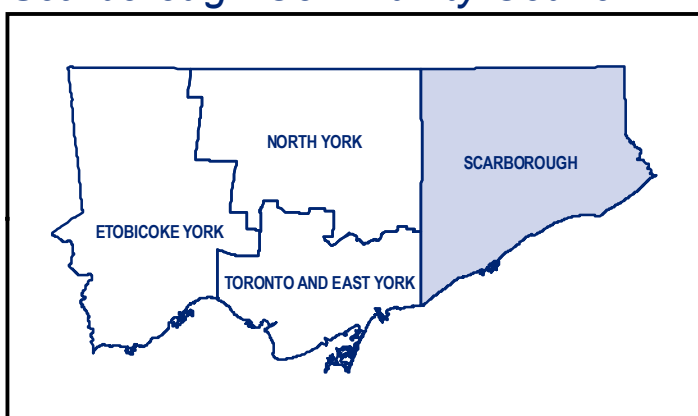 NORTH YORK
SCARBOROUGH
ETOBICOKE YORK
TORONTO AND EAST YORK